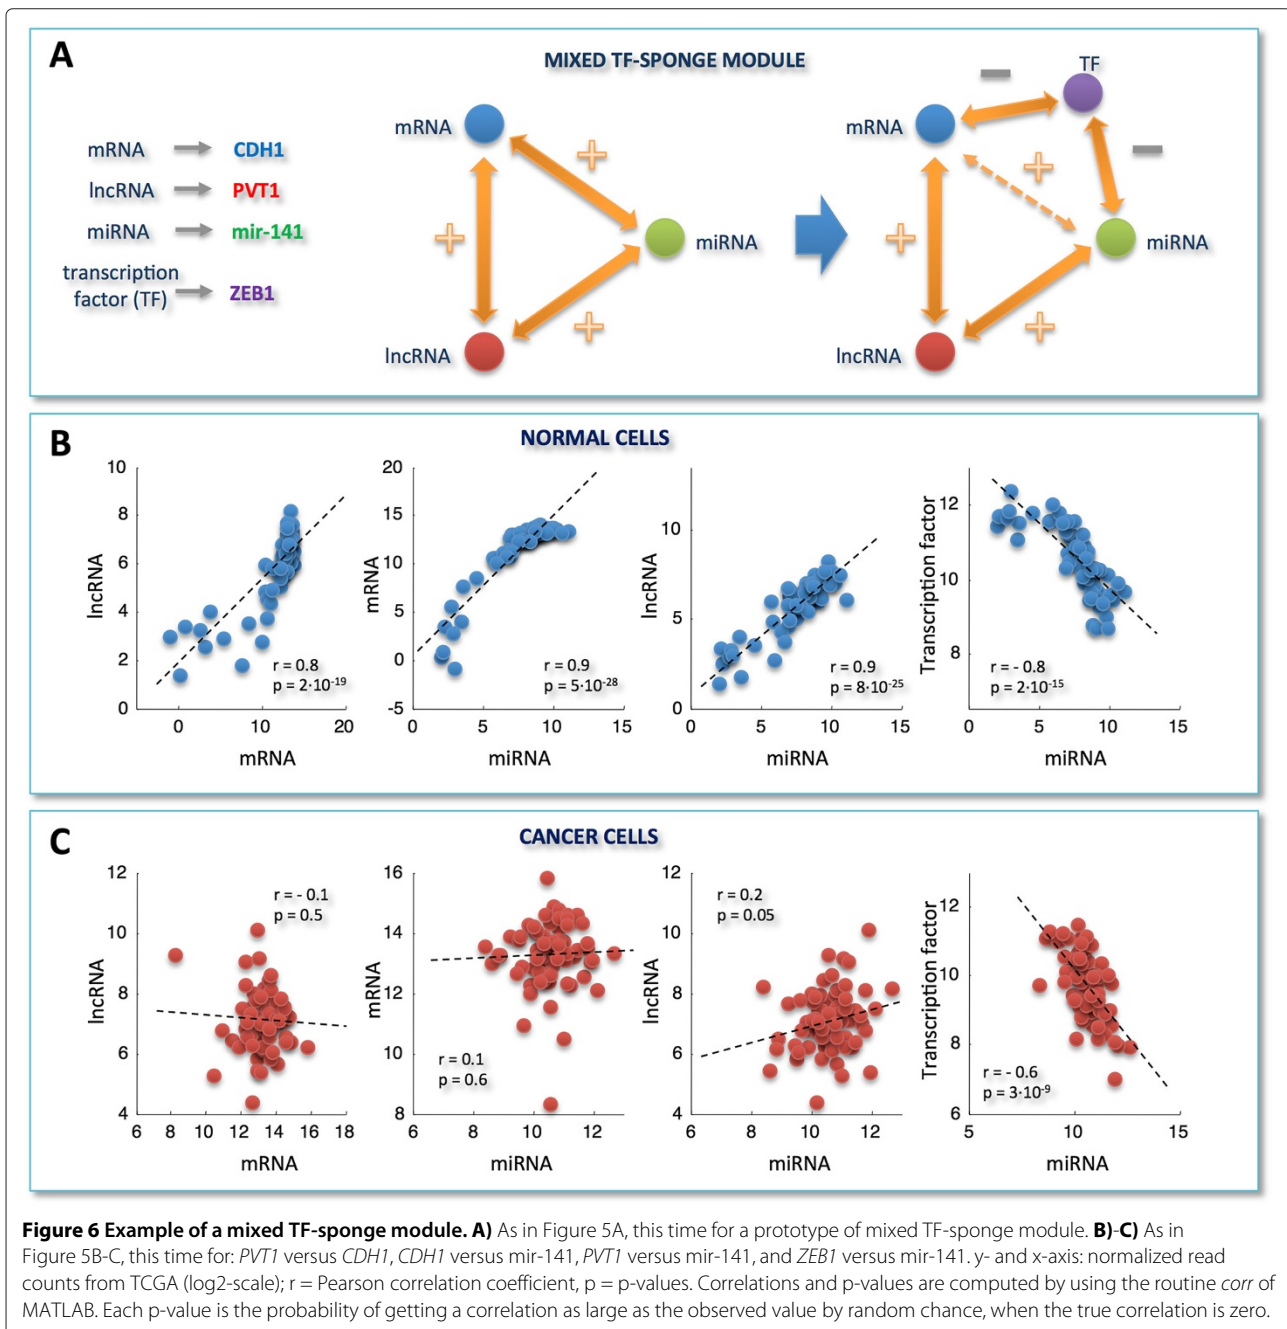 A
MIXED TF-SPONGE MODULE
mRNA CDH1
lncRNA PVT1
miRNA mir-141
transcription
factor (TF) ZEB1
mRNA
+
+
miRNA
+
lncRNA
TF
−
mRNA
−
+
+
miRNA
+
lncRNA
B
NORMAL CELLS
10
8
6
4
2
0
lncRNA
r = 0.8
p = 2·10-19
0 10 20
mRNA
20
15
10
5
0
-5
mRNA
r = 0.9
p = 5·10-28
0 5 10 15
miRNA
10
5
0
lncRNA
r = 0.9
p = 8·10-25
0 5 10 15
miRNA
12
10
8
Transcription factor
r = - 0.8
p = 2·10-15
0 5 10 15
miRNA
C
CANCER CELLS
12
10
8
6
4
lncRNA
r = - 0.1
p = 0.5
6 8 10 12 14 16 18
mRNA
16
14
12
10
8
mRNA
r = 0.1
p = 0.6
6 8 10 12
miRNA
12
10
8
6
4
lncRNA
r = 0.2
p = 0.05
6 8 10 12
miRNA
12
10
8
6
Transcription factor
r = - 0.6
p = 3·10-9
5 10 15
miRNA
Figure 6 Example of a mixed TF-sponge module. A) As in Figure 5A, this time for a prototype of mixed TF-sponge module. B)-C) As in
Figure 5B-C, this time for: PVT1 versus CDH1, CDH1 versus mir-141, PVT1 versus mir-141, and ZEB1 versus mir-141. y- and x-axis: normalized read
counts from TCGA (log2-scale); r = Pearson correlation coefficient, p = p-values. Correlations and p-values are computed by using the routine corr of
MATLAB. Each p-value is the probability of getting a correlation as large as the observed value by random chance, when the true correlation is zero.